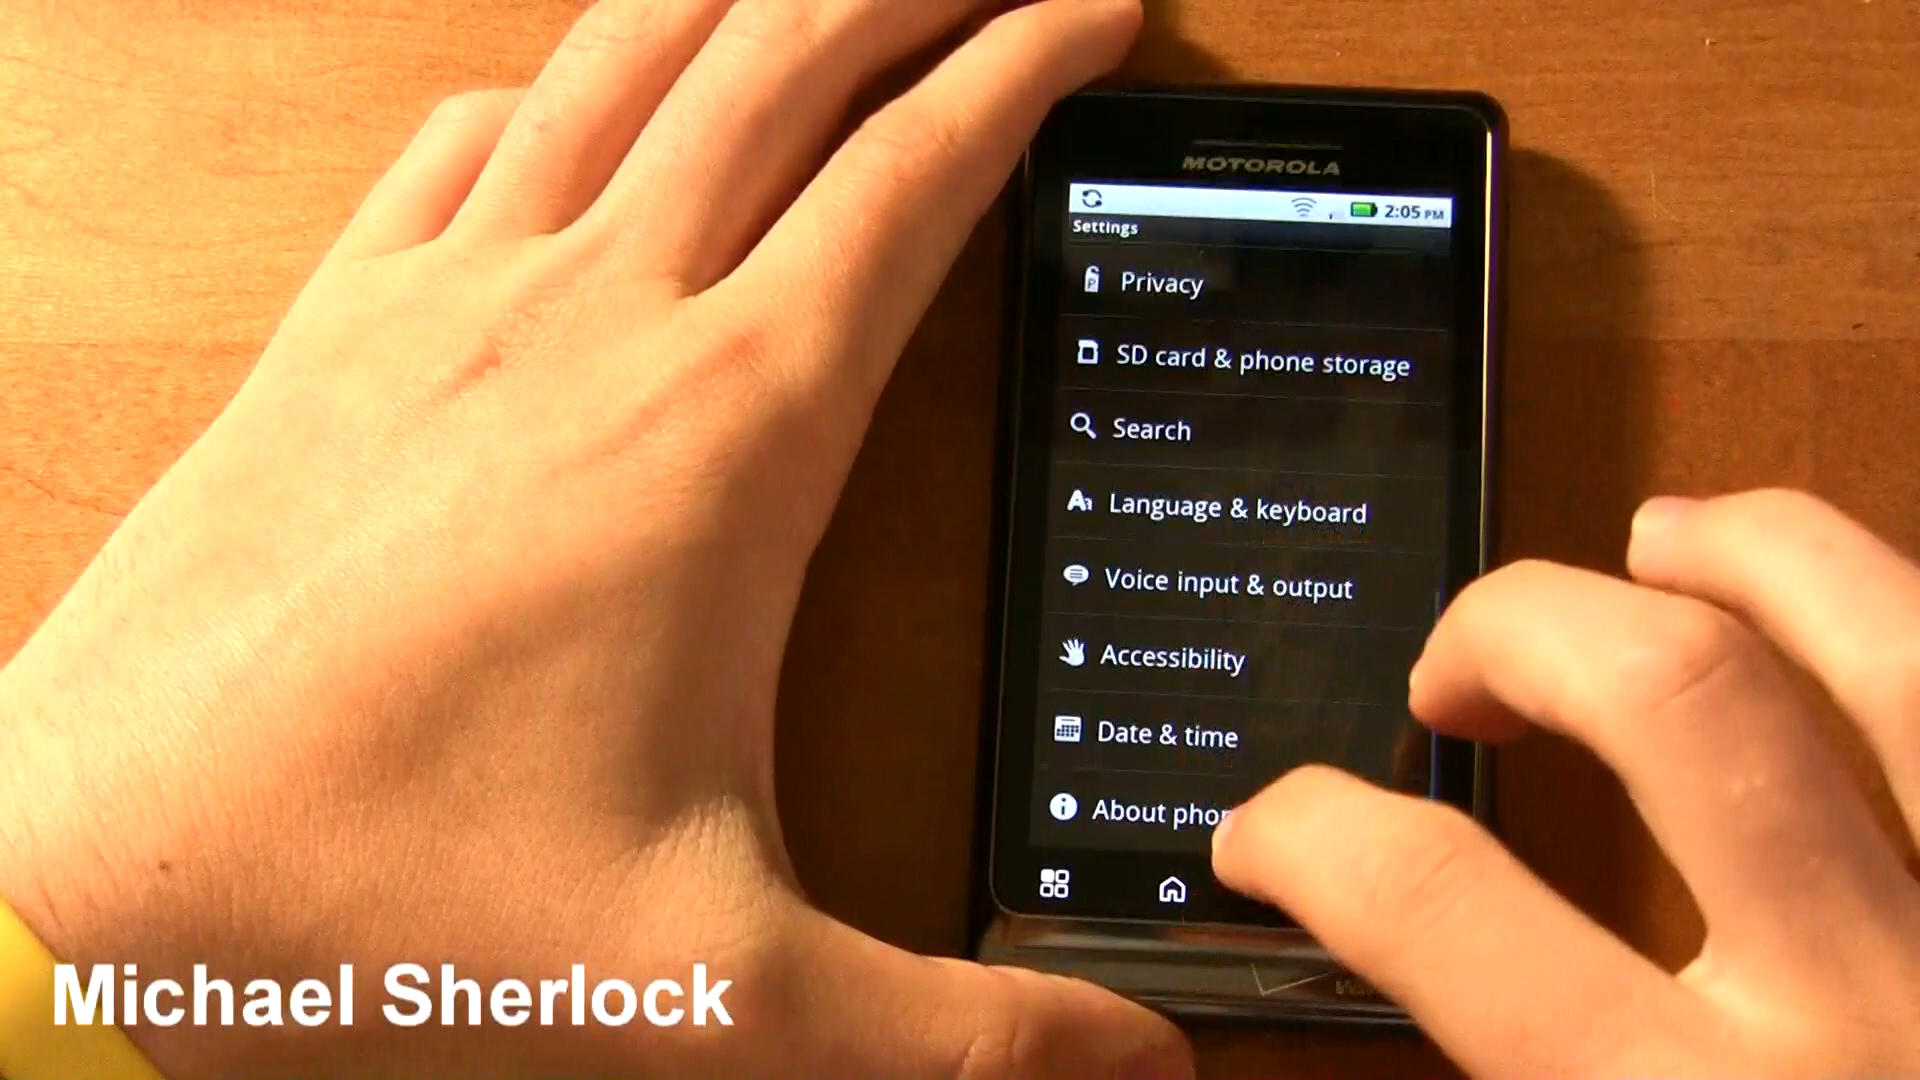 MOTOROLA
2:05 PM
Settings
Privacy
SD card & phone storage
Search
Language & keyboard
Voice input & output
Accessibility
Date & time
About
Michael Sherlock